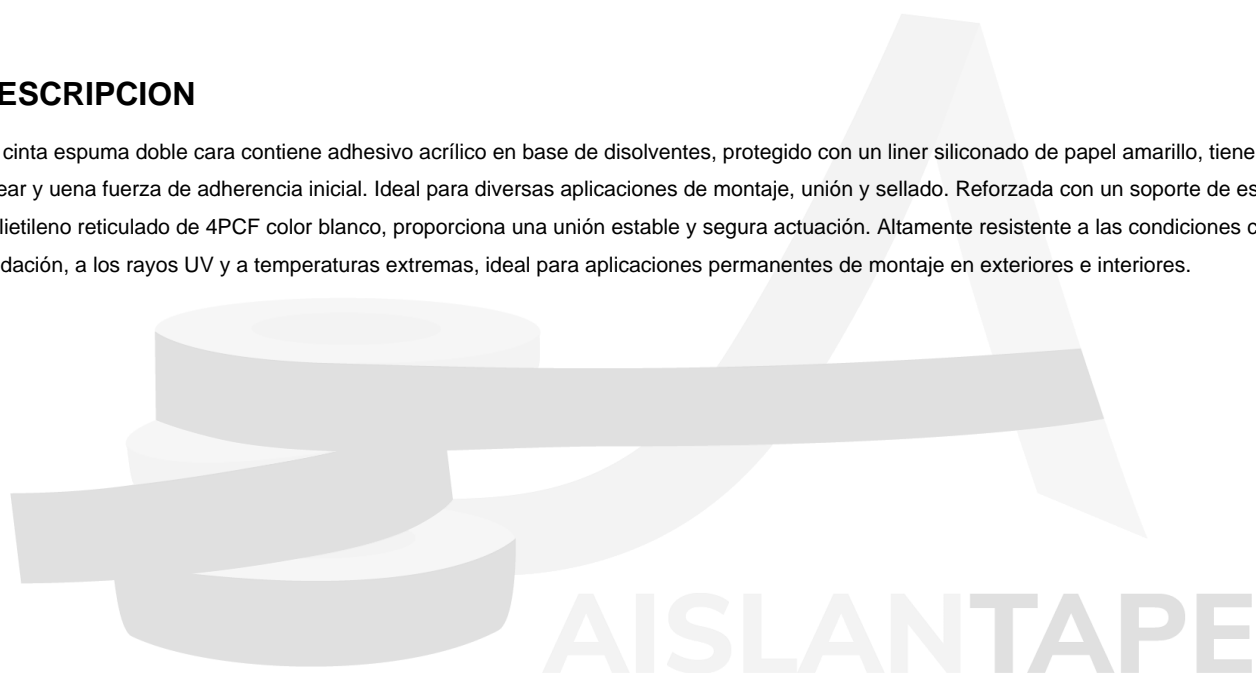 ESCRIPCION
cinta espuma doble cara contiene adhesivo acrílico en base de disolventes, protegido con un liner siliconado de papel amarillo, tiene
ear y uena fuerza de adherencia inicial. Ideal para diversas aplicaciones de montaje, unión y sellado. Reforzada con un soporte de es
lietileno reticulado de 4PCF color blanco, proporciona una unión estable y segura actuación. Altamente resistente a las condiciones
dación, a los rayos UV y a temperaturas extremas, ideal para aplicaciones permanentes de montaje en exteriores e interiores.
AISLANTAPE